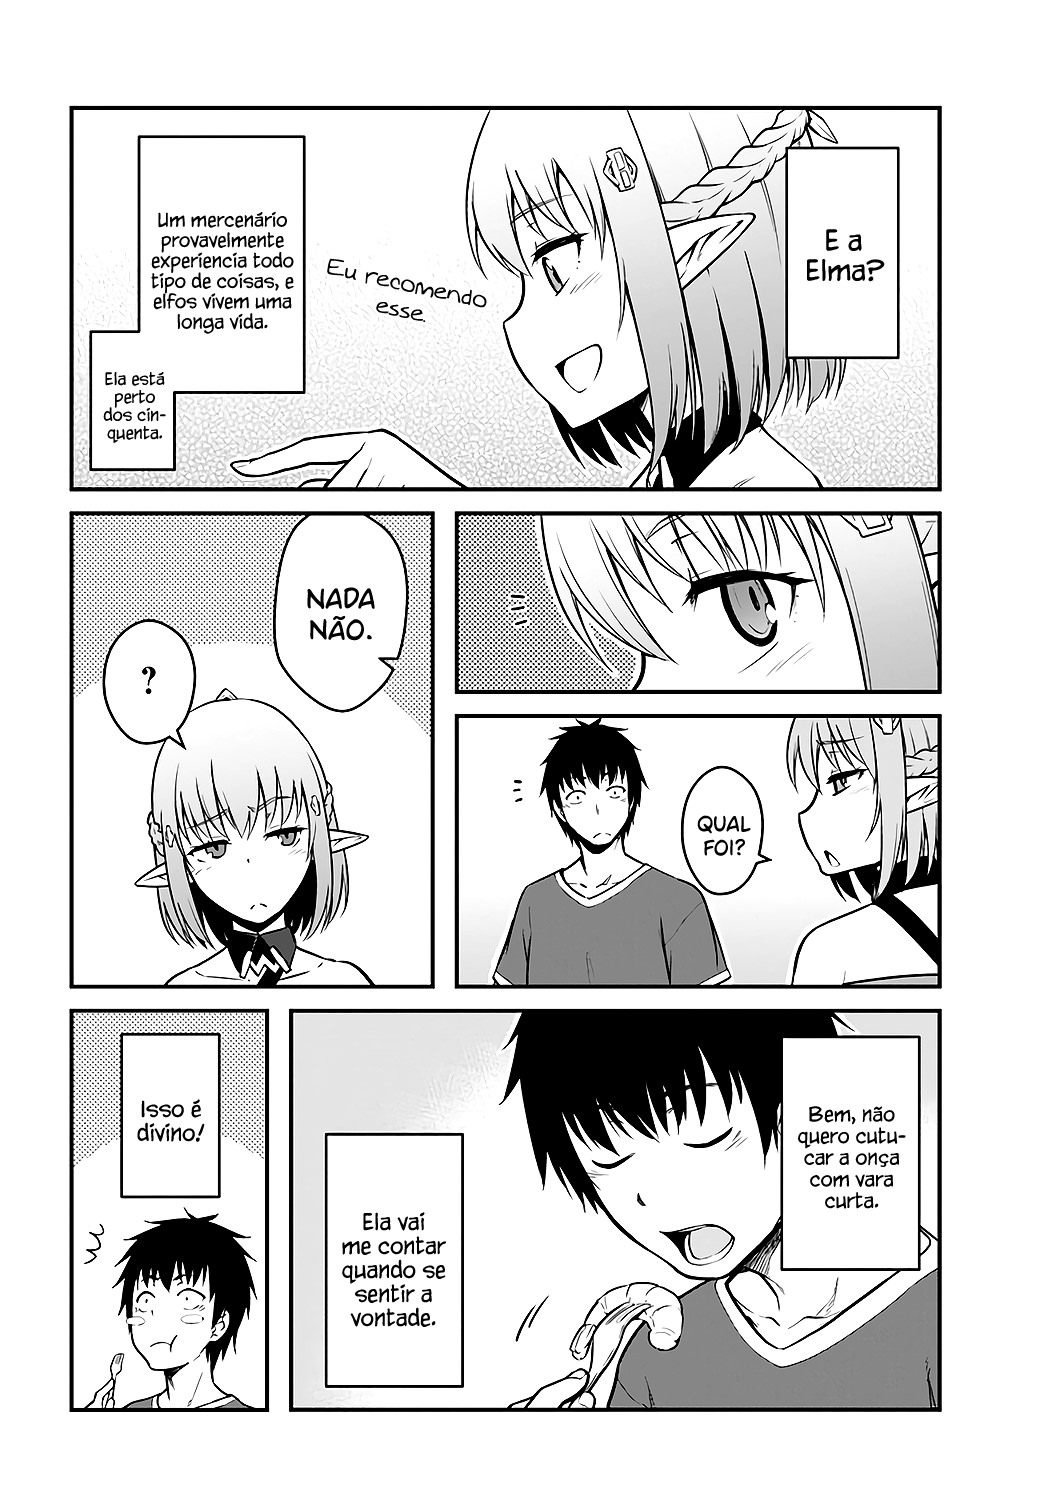 E a
Elma?
Eu recomendo
esse.
Um mercenário
provavelmente
experiencia todo
tipo de coisas, e
elfos vivem uma
longa vida.
Ela está
perto
dos cin-
quenta.
QUAL
FOI?
NADA
NÃO.
?
Bem, não
quero cutu-
car a onça
com vara
curta.
Ela vai
me contar
quando se
sentir a
vontade.
Isso é
divino!